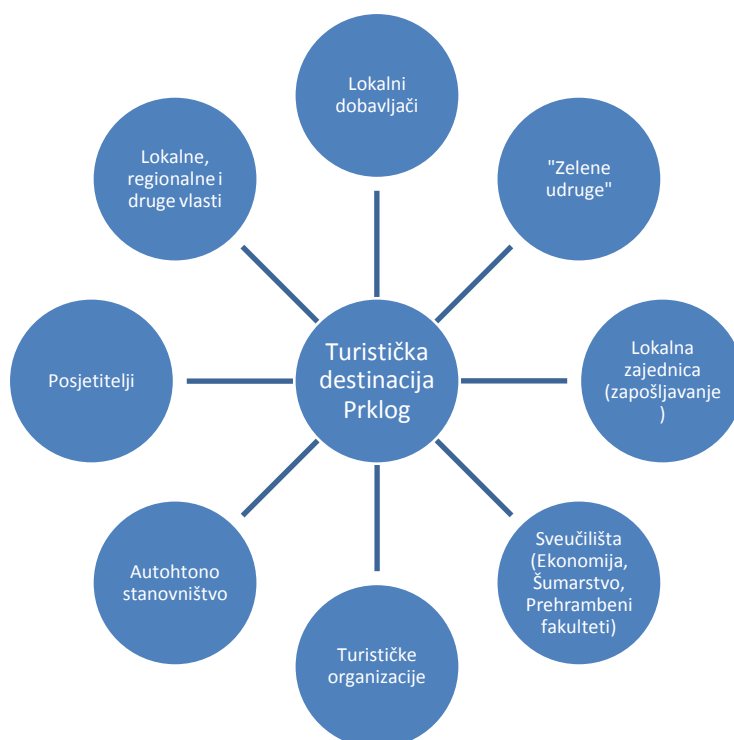 Lokalni
dobavljači
"Zelene
udruge"
Lokalna
zajednica
(zapošljavanje
)
Sveučilišta
(Ekonomija,
Šumarstvo,
Prehrambeni
fakulteti)
Turističke
organizacije
Autohtono
stanovništvo
Posjetitelji
Lokalne,
regionalne i
druge vlasti
Turistička
destinacija
Prklog